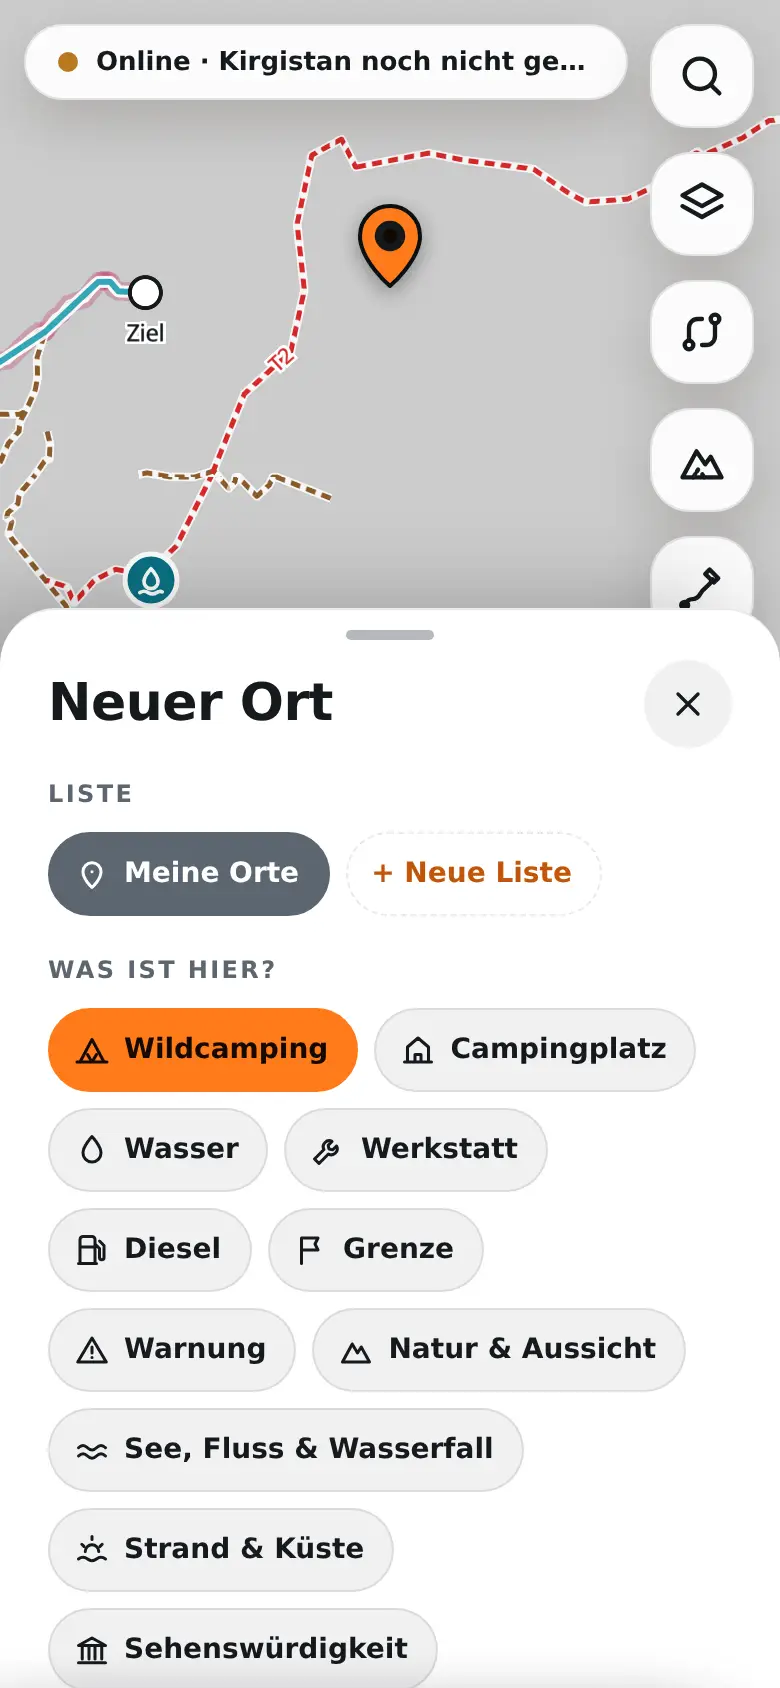 Online · Kirgistan noch nicht ge…
Ziel
T2
Neuer Ort
LISTE
Meine Orte
+ Neue Liste
WAS IST HIER?
Wildcamping
Campingplatz
Wasser
Werkstatt
Diesel
Grenze
Warnung
Natur & Aussicht
See, Fluss & Wasserfall
Strand & Küste
Sehenswürdigkeit